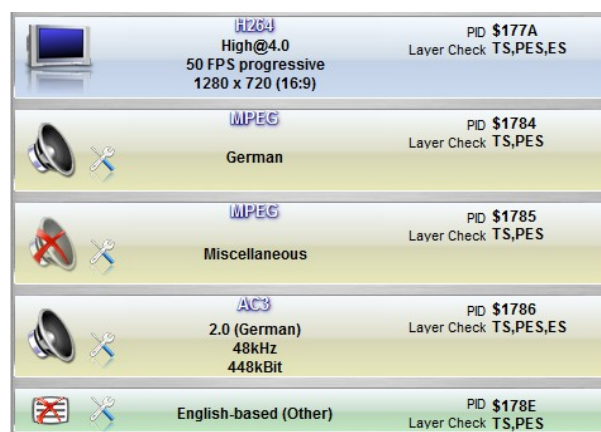 H264
High@4.0
50 FPS progressive
1280 x 720 (16:9)
PID $177A
Layer Check TS,PES,ES
MPEG
German
PID $1784
Layer Check TS,PES
MPEG
Miscellaneous
PID $1785
Layer Check TS,PES
AC3
2.0 (German)
48kHz
448kBit
PID $1786
Layer Check TS,PES,ES
English-based (Other)
PID $178E
Layer Check TS,PES